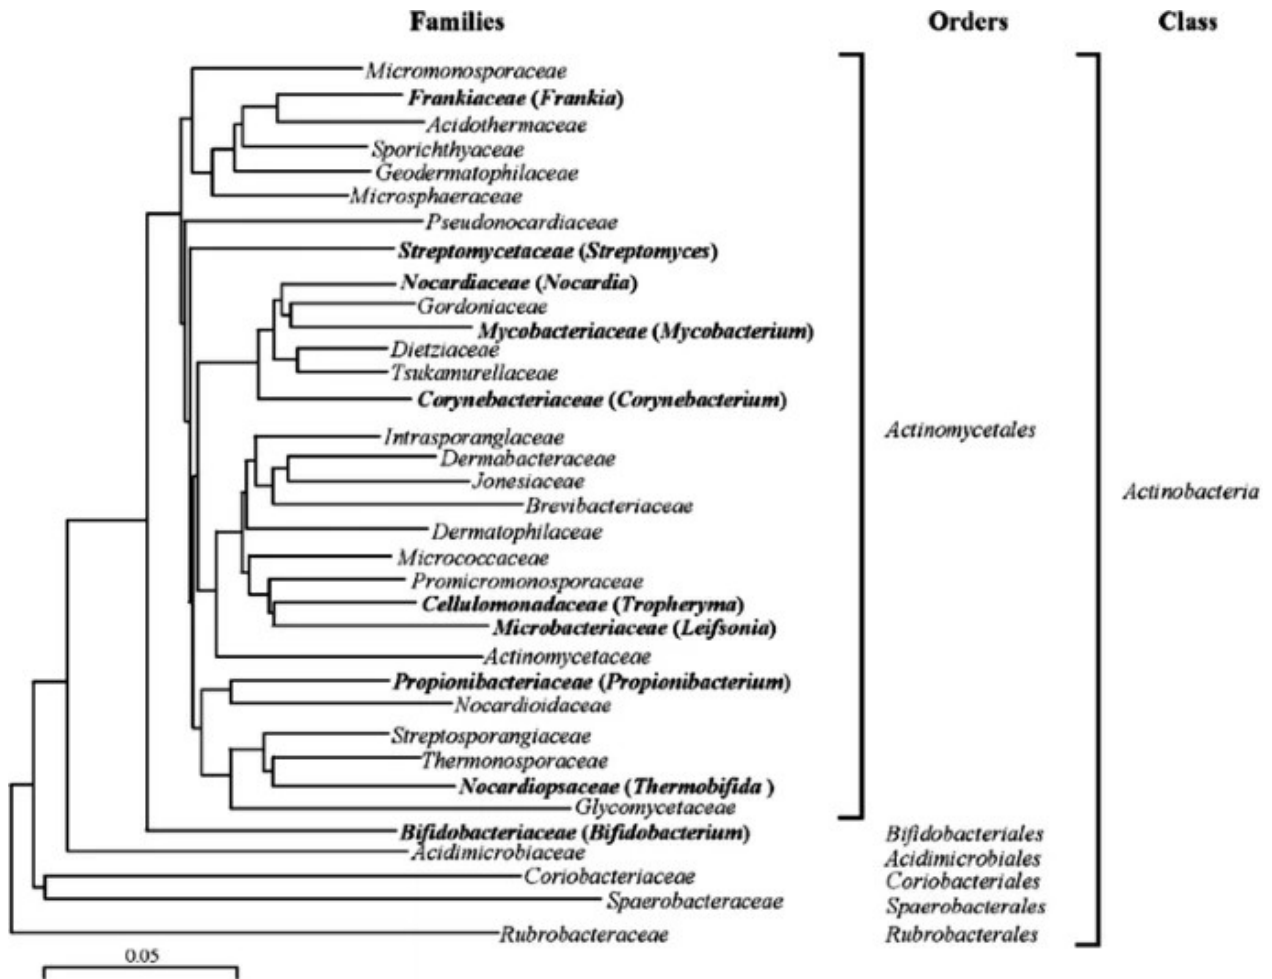 Families Orders Class
Micromonosporaceae
Frankiaceae (Frankia)
Acidothermaceae
Sporichthyaceae
Geodermatophilaceae
Microsphaeraceae
Pseudonocardiaceae
Streptomycetaceae (Streptomyces)
Nocardiaceae (Nocardia)
Gordoniaceae
Mycobacteriaceae (Mycobacterium)
Dietziaceae
Tsukamurellaceae
Corynebacteriaceae (Corynebacterium)
Actinomycetales
Intrasporanglaceae
Dermabacteraceae
Jonesiaceae
Actinobacteria
Brevibacteriaceae
Dermatophilaceae
Micrococcaceae
Promicromonosporaceae
Cellulomonadaceae (Tropheryma)
Microbacteriaceae (Leifsonia)
Actinomycetaceae
Propionibacteriaceae (Propionibacterium)
Nocardioidaceae
Streptosporangiaceae
Thermonosporaceae
Nocardiopsaceae (Thermobifida )
Glycomycetaceae
Bifidobacteriaceae (Bifidobacterium) Bifidobacteriales
Acidimicrobiaceae Acidimicrobiales
Coriobacteriaceae Coriobacteriales
Spaerobacteraceae Spaerobacterales
Rubrobacteraceae Rubrobacterales
0.05